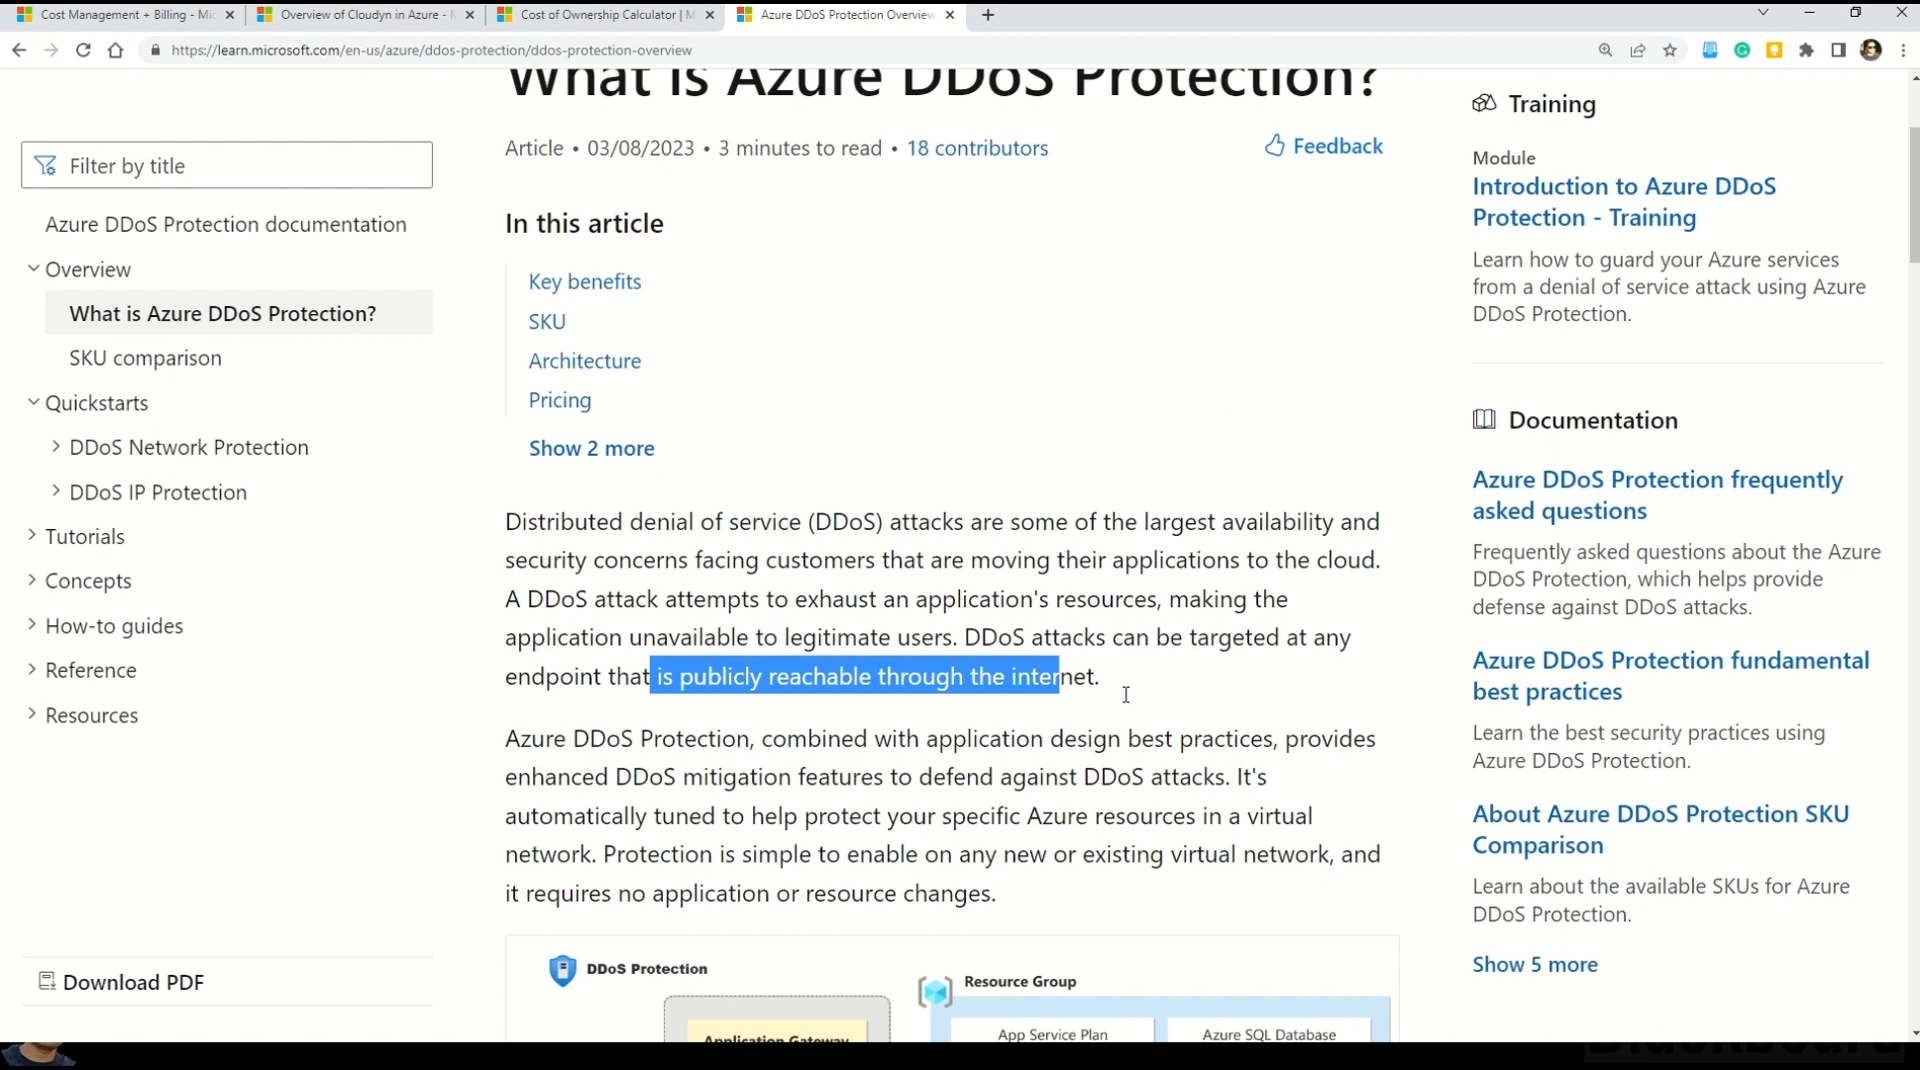 Cost Management + Billing - Mi
Overview of Cloudyn in Azure -
Cost of Ownership Calculator | M
Azure DDoS Protection Overview
https://learn.microsoft.com/en-us/azure/ddos-protection/ddos-protection-overview
What is Azure DDoS Protection?
Article • 03/08/2023 • 3 minutes to read • 18 contributors
Feedback
Filter by title
Azure DDoS Protection documentation
Overview
What is Azure DDoS Protection?
SKU comparison
Quickstarts
DDoS Network Protection
DDoS IP Protection
Tutorials
Concepts
How-to guides
Reference
Resources
Download PDF
In this article
Key benefits
SKU
Architecture
Pricing
Show 2 more
Distributed denial of service (DDoS) attacks are some of the largest availability and
security concerns facing customers that are moving their applications to the cloud.
A DDoS attack attempts to exhaust an application's resources, making the
application unavailable to legitimate users. DDoS attacks can be targeted at any
endpoint that is publicly reachable through the internet.
Azure DDoS Protection, combined with application design best practices, provides
enhanced DDoS mitigation features to defend against DDoS attacks. It's
automatically tuned to help protect your specific Azure resources in a virtual
network. Protection is simple to enable on any new or existing virtual network, and
it requires no application or resource changes.
DDoS Protection
Resource Group
Application Gateway
App Service Plan
Azure SQL Database
Training
Module
Introduction to Azure DDoS
Protection - Training
Learn how to guard your Azure services
from a denial of service attack using Azure
DDoS Protection.
Documentation
Azure DDoS Protection frequently
asked questions
Frequently asked questions about the Azure
DDoS Protection, which helps provide
defense against DDoS attacks.
Azure DDoS Protection fundamental
best practices
Learn the best security practices using
Azure DDoS Protection.
About Azure DDoS Protection SKU
Comparison
Learn about the available SKUs for Azure
DDoS Protection.
Show 5 more